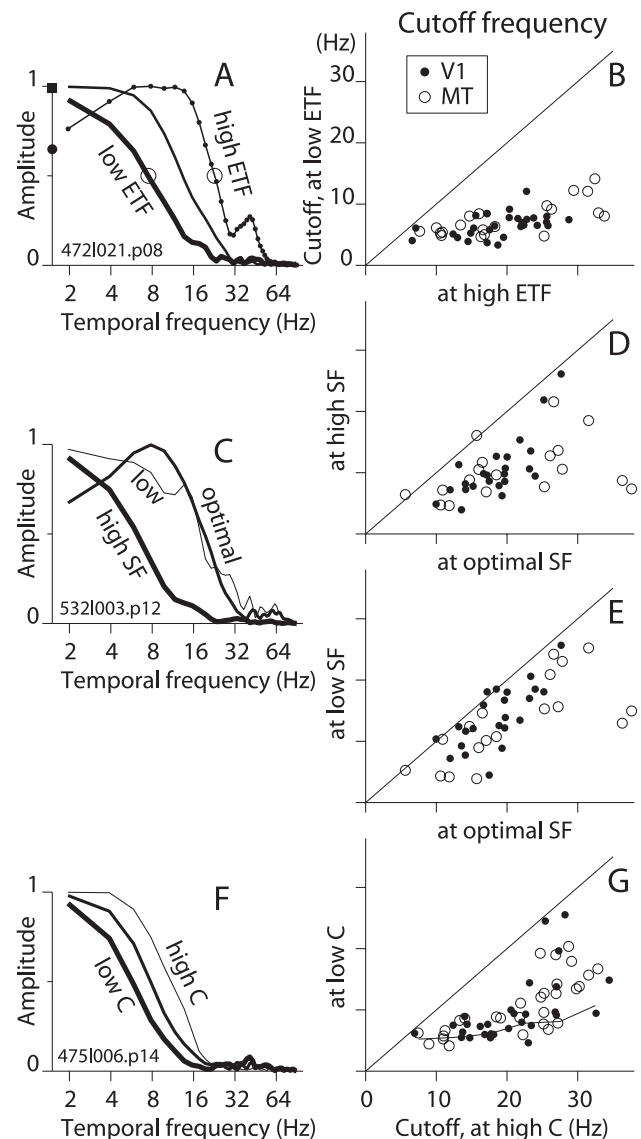 Cutoff frequency
(Hz)
A
1
0
Amplitude
low ETF
high ETF
472l021.p08
2 4 8 16 32 64
Temporal frequency (Hz)
B
V1
MT
30
20
10
0
Cutoff, at low ETF
at high ETF
C
1
0
Amplitude
low
optimal
high SF
532l003.p12
2 4 8 16 32 64
Temporal frequency (Hz)
D
at high SF
at optimal SF
E
at low SF
at optimal SF
F
1
0
Amplitude
low C
high C
475l006.p14
2 4 8 16 32 64
Temporal frequency (Hz)
G
at low C
0 10 20 30
Cutoff, at high C (Hz)